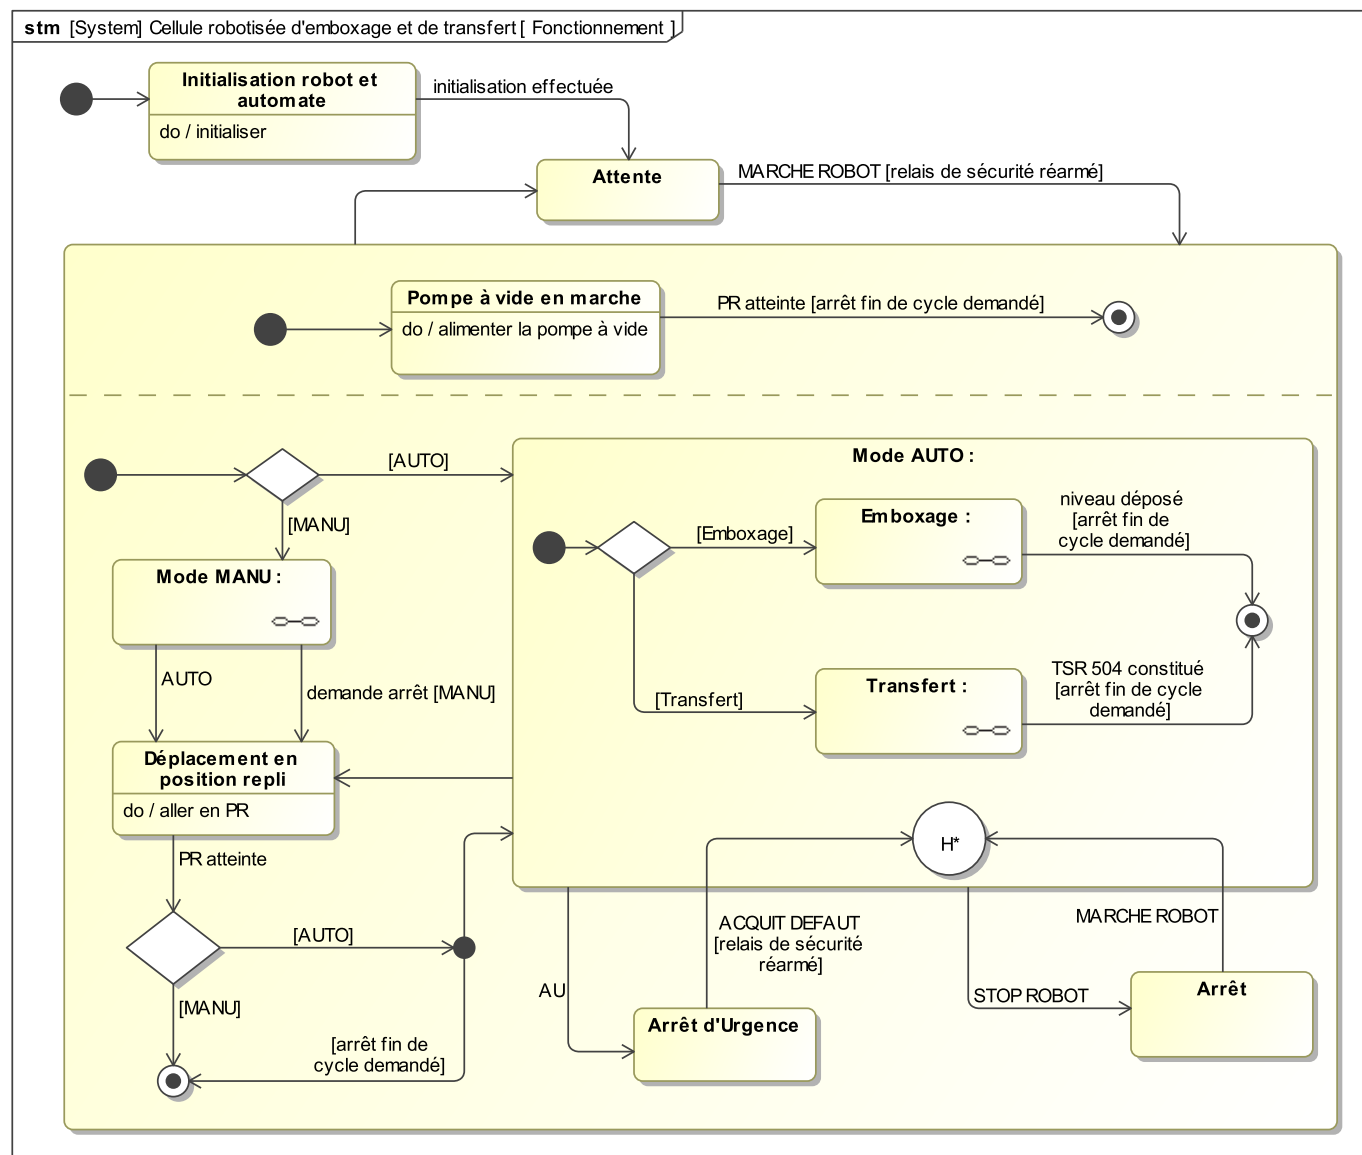 stm [System] Cellule robotisée d'emboxage et de transfert [ Fonctionnement ]
Initialisation robot et
automate
do / initialiser
initialisation effectuée
Attente
MARCHE ROBOT [relais de sécurité réarmé]
Pompe à vide en marche
do / alimenter la pompe à vide
PR atteinte [arrêt fin de cycle demandé]
[AUTO]
[MANU]
Mode MANU :
AUTO
demande arrêt [MANU]
Déplacement en
position repli
do / aller en PR
PR atteinte
[AUTO]
[MANU]
[arrêt fin de
cycle demandé]
Mode AUTO :
[Emboxage]
Emboxage :
niveau déposé
[arrêt fin de
cycle demandé]
[Transfert]
Transfert :
TSR 504 constitué
[arrêt fin de cycle
demandé]
H*
ACQUIT DEFAUT
[relais de sécurité
réarmé]
MARCHE ROBOT
AU
STOP ROBOT
Arrêt d'Urgence
Arrêt